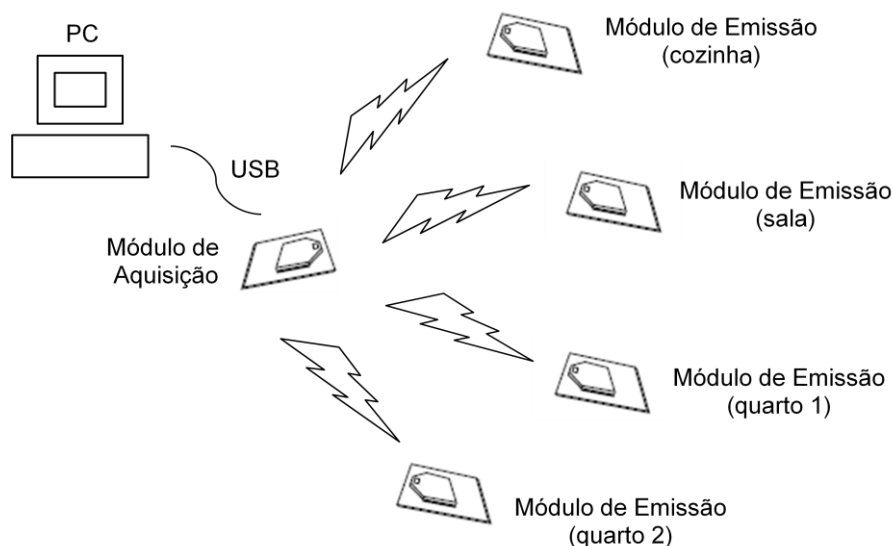 PC
USB
Módulo de
Aquisição
Módulo de Emissão
(cozinha)
Módulo de Emissão
(sala)
Módulo de Emissão
(quarto 1)
Módulo de Emissão
(quarto 2)